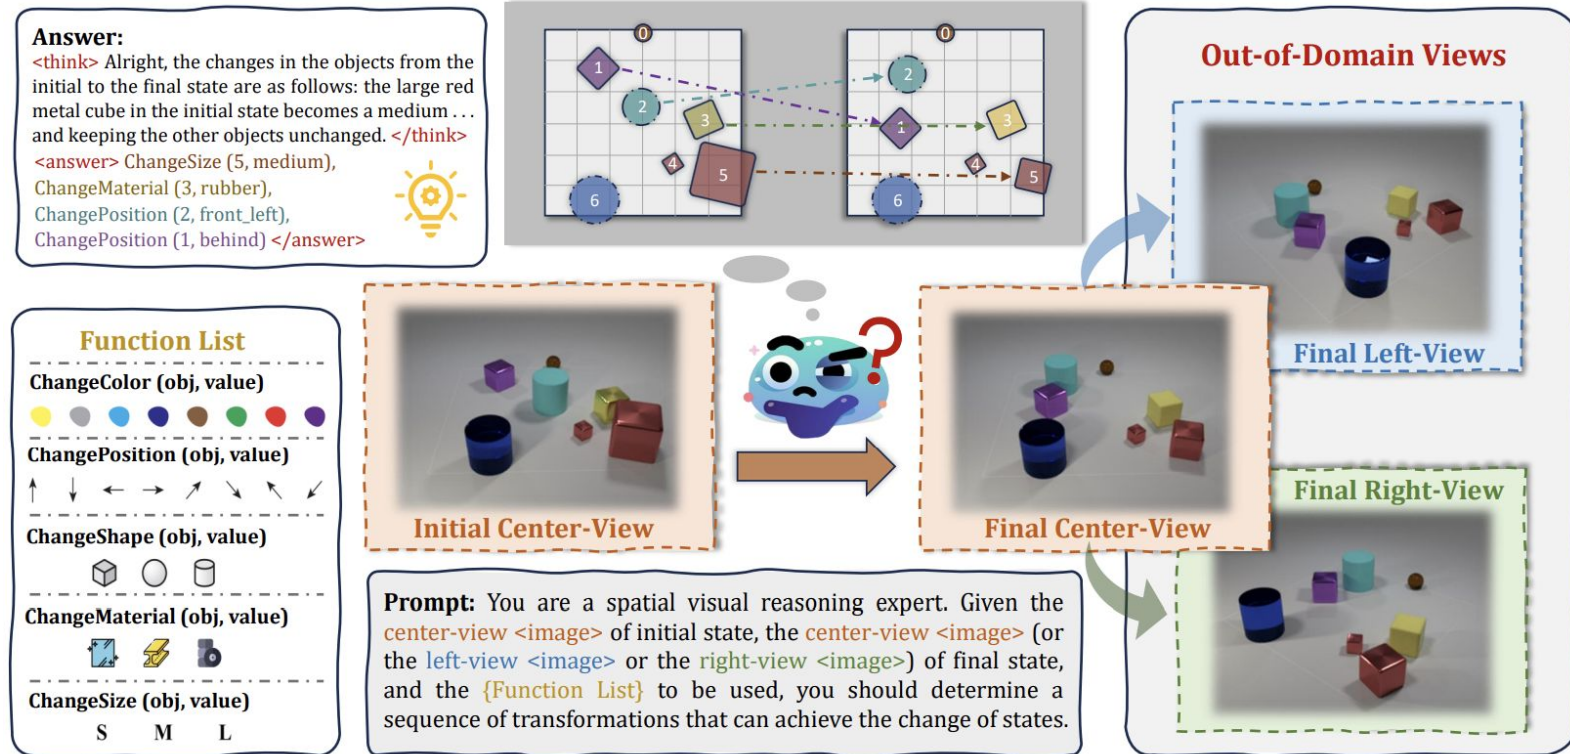 Answer:
<think> Alright, the changes in the objects from the
initial to the final state are as follows: the large red
metal cube in the initial state becomes a medium ...
and keeping the other objects unchanged. </think>
<answer> ChangeSize (5, medium),
ChangeMaterial (3, rubber),
ChangePosition (2, front_left),
ChangePosition (1, behind) </answer>
0
1
2
3
4
5
6
0
2
1
3
4
5
6
Out-of-Domain Views
Final Left-View
Function List
ChangeColor (obj, value)
ChangePosition (obj, value)
ChangeShape (obj, value)
ChangeMaterial (obj, value)
ChangeSize (obj, value)
S M L
Initial Center-View
?
Final Center-View
Final Right-View
Prompt: You are a spatial visual reasoning expert. Given the
center-view <image> of initial state, the center-view <image> (or
the left-view <image> or the right-view <image>) of final state,
and the {Function List} to be used, you should determine a
sequence of transformations that can achieve the change of states.